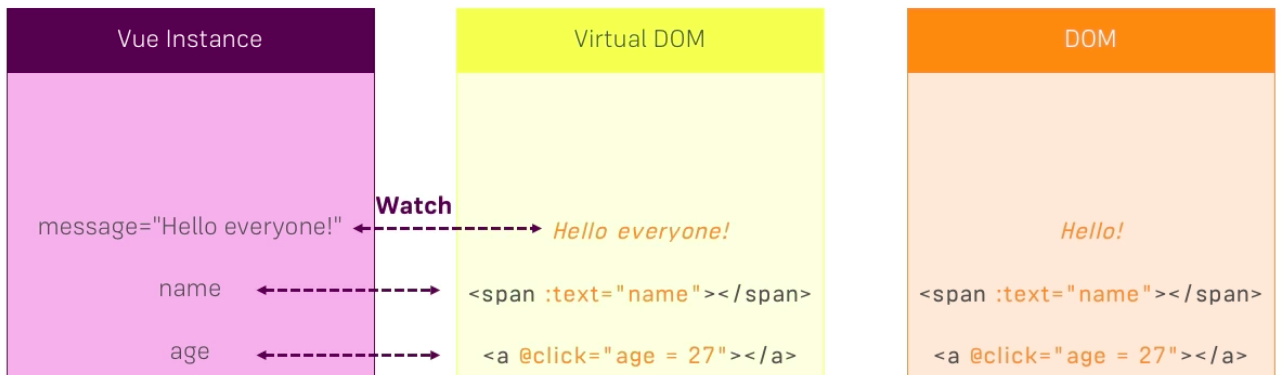 Vue Instance
Virtual DOM
DOM
Watch
message="Hello everyone!"
Hello everyone!
Hello!
name
<span :text="name"></span>
<span :text="name"></span>
age
<a @click="age = 27"></a>
<a @click="age = 27"></a>